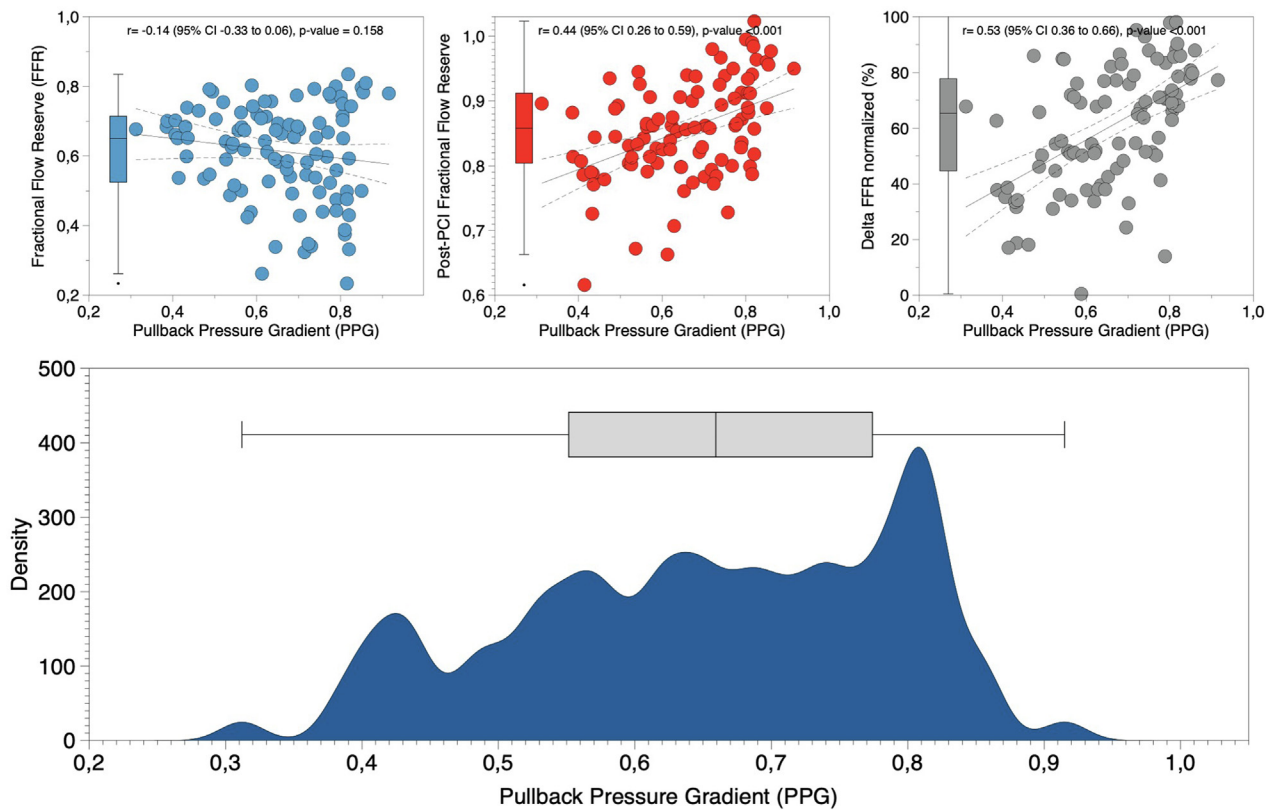 r= -0.14 (95% CI -0.33 to 0.06), p-value = 0.158
Fractional Flow Reserve (FFR)
1,0
0,8
0,6
0,4
0,2
0,2 0,4 0,6 0,8
Pullback Pressure Gradient (PPG)
r= 0.44 (95% CI 0.26 to 0.59), p-value <0.001
Post-PCI Fractional Flow Reserve
1,0
0,9
0,8
0,7
0,6
0,2 0,4 0,6 0,8 1,0
Pullback Pressure Gradient (PPG)
r= 0.53 (95% CI 0.36 to 0.66), p-value <0.001
Delta FFR normalized (%)
100
80
60
40
20
0
0,2 0,4 0,6 0,8 1,0
Pullback Pressure Gradient (PPG)
Density
500
400
300
200
100
0
0,2 0,3 0,4 0,5 0,6 0,7 0,8 0,9 1,0
Pullback Pressure Gradient (PPG)